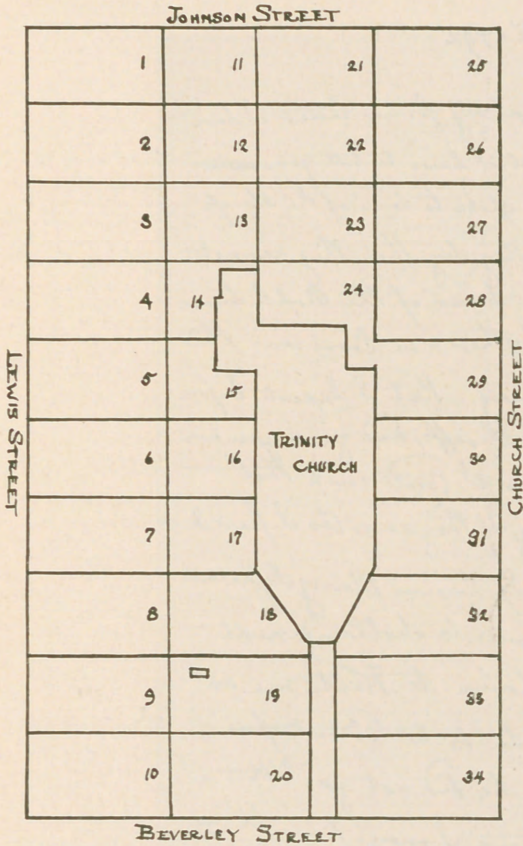 JOHNSON STREET
1 11 21 25
2 12 22 26
3 13 23 27
4 14 24 28
5 15 29
6 16 TRINITY CHURCH 30
7 17 31
8 18 32
9 19 33
10 20 34
LEWIS STREET
CHURCH STREET
BEVERLEY STREET